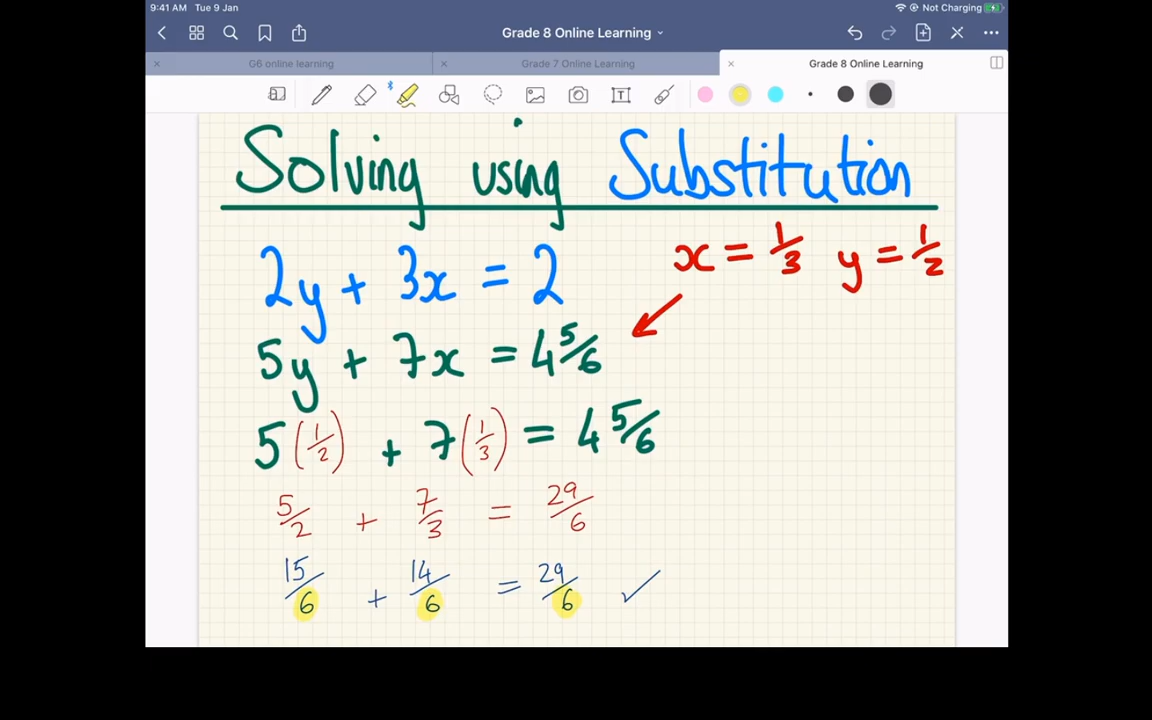 9:41 AM Tue 9 Jan Not Charging
Grade 8 Online Learning
G6 online learning Grade 7 Online Learning Grade 8 Online Learning
T
Solving using Substitution
2y + 3x = 2 x = 1/3 y = 1/2
5y + 7x = 4 5/6
5(1/2) + 7(1/3) = 4 5/6
5/2 + 7/3 = 29/6
15/6 + 14/6 = 29/6 ✓